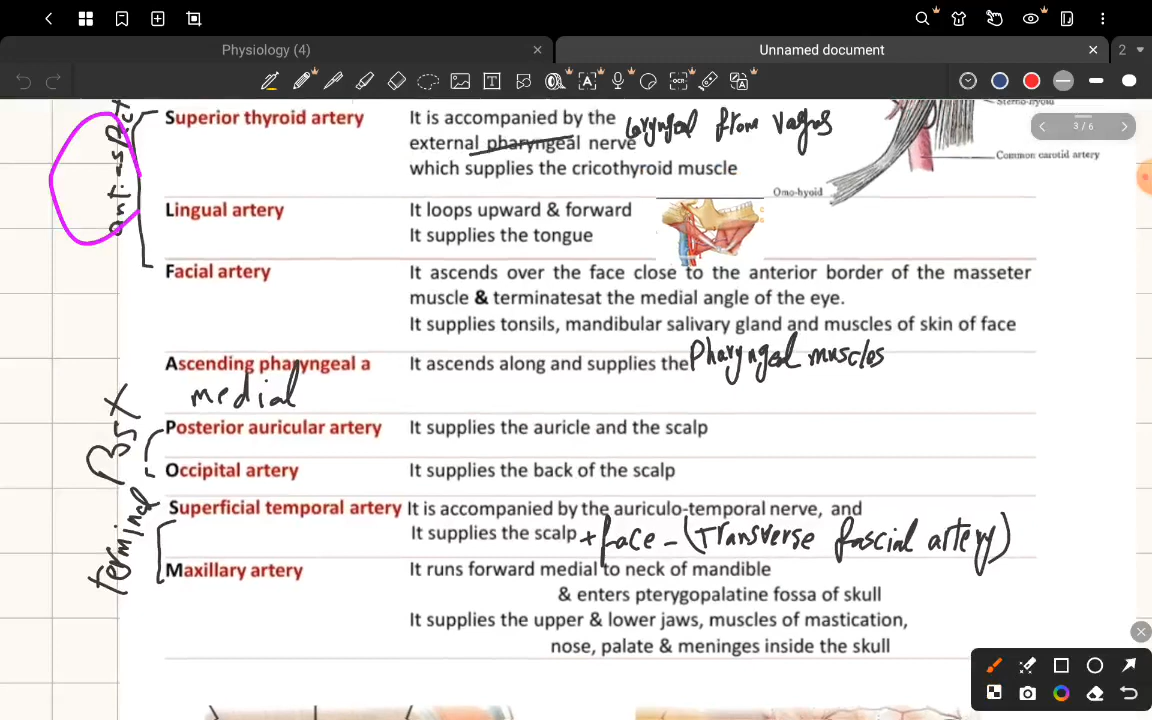 Physiology (4)
Unnamed document
2
3 / 6
Superior thyroid artery
It is accompanied by the
external pharyngeal nerve
laryngeal from vagus
which supplies the cricothyroid muscle
Sterno-hyoid
Common carotid artery
Omo-hyoid
Lingual artery
It loops upward & forward
It supplies the tongue
Facial artery
It ascends over the face close to the anterior border of the masseter
muscle & terminatesat the medial angle of the eye.
It supplies tonsils, mandibular salivary gland and muscles of skin of face
Ascending pharyngeal a
It ascends along and supplies the Pharyngeal muscles
medial
Posterior auricular artery
It supplies the auricle and the scalp
Occipital artery
It supplies the back of the scalp
Superficial temporal artery
It is accompanied by the auriculo-temporal nerve, and
It supplies the scalp + face - (Transverse fascial artery)
terminal
Maxillary artery
It runs forward medial to neck of mandible
& enters pterygopalatine fossa of skull
It supplies the upper & lower jaws, muscles of mastication,
nose, palate & meninges inside the skull